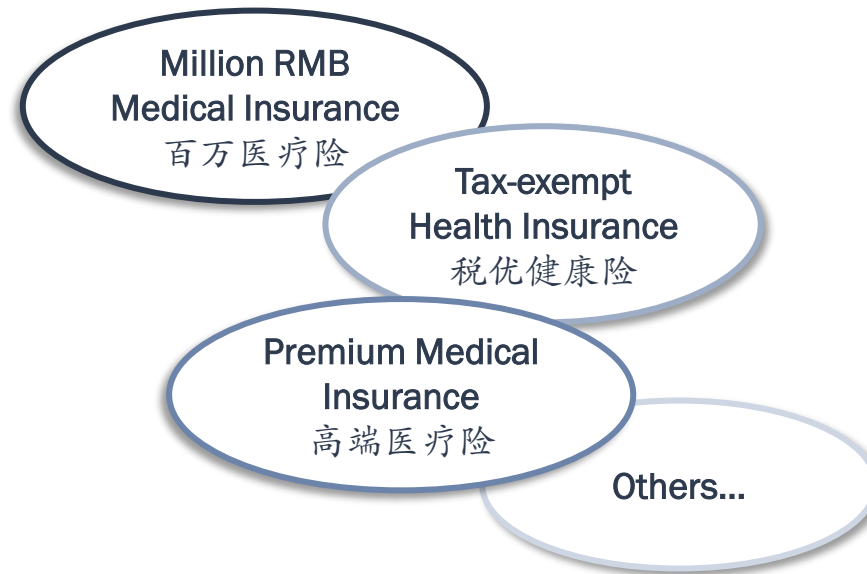 Million RMB
Medical Insurance
百万医疗险
Tax-exempt
Health Insurance
税优健康险
Premium Medical
Insurance
高端医疗险
Others...